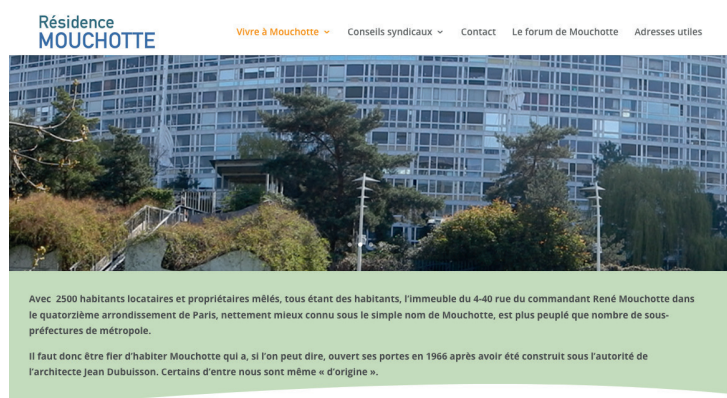 Résidence
MOUCHOTTE
Vivre à Mouchotte
Conseils syndicaux
Contact
Le forum de Mouchotte
Adresses utiles
Avec  2500 habitants locataires et propriétaires mêlés, tous étant des habitants, l’immeuble du 4-40 rue du commandant René Mouchotte dans
le quatorzième arrondissement de Paris, nettement mieux connu sous le simple nom de Mouchotte, est plus peuplé que nombre de sous-
préfectures de métropole.
Il faut donc être fier d’habiter Mouchotte qui a, si l’on peut dire, ouvert ses portes en 1966 après avoir été construit sous l’autorité de
l’architecte Jean Dubuisson. Certains d’entre nous sont même « d’origine ».